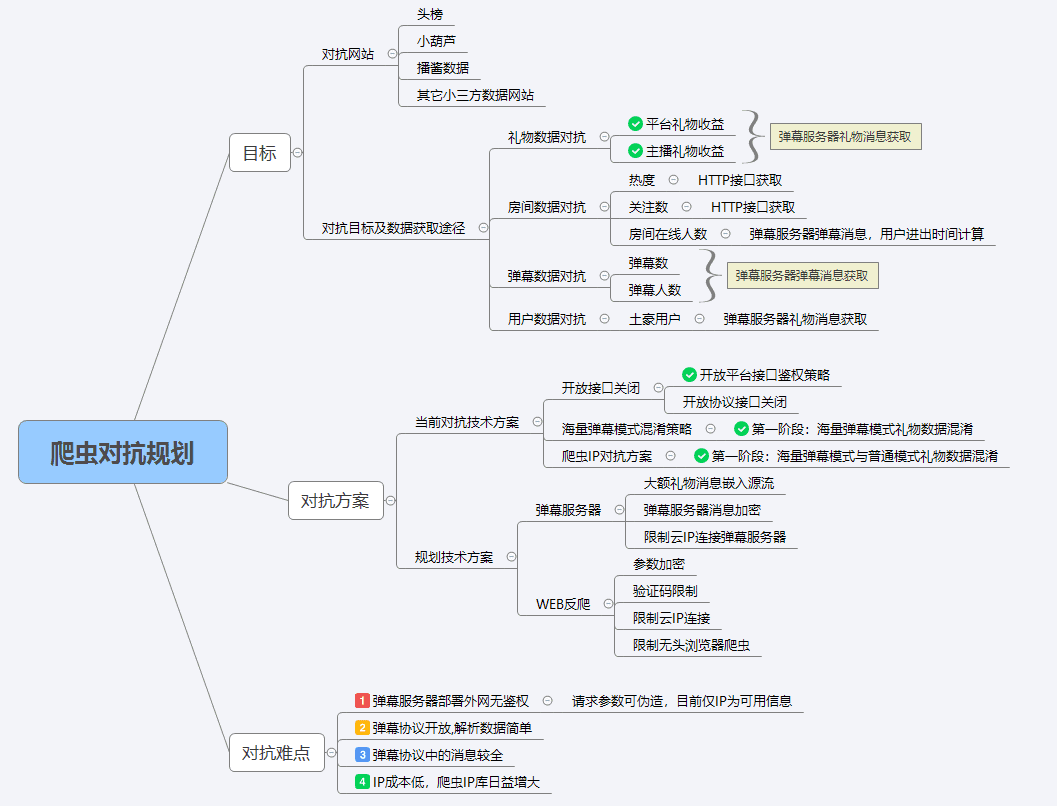 爬虫对抗规划
目标
对抗网站
头榜
小葫芦
播酱数据
其它小三方数据网站
对抗目标及数据获取途径
礼物数据对抗
平台礼物收益
主播礼物收益
弹幕服务器礼物消息获取
房间数据对抗
热度
HTTP接口获取
关注数
HTTP接口获取
房间在线人数
弹幕服务器弹幕消息，用户进出时间计算
弹幕数据对抗
弹幕数
弹幕人数
弹幕服务器弹幕消息获取
用户数据对抗
土豪用户
弹幕服务器礼物消息获取
对抗方案
当前对抗技术方案
开放接口关闭
开放平台接口鉴权策略
开放协议接口关闭
海量弹幕模式混淆策略
第一阶段：海量弹幕模式礼物数据混淆
爬虫IP对抗方案
第一阶段：海量弹幕模式与普通模式礼物数据混淆
规划技术方案
弹幕服务器
大额礼物消息嵌入源流
弹幕服务器消息加密
限制云IP连接弹幕服务器
WEB反爬
参数加密
验证码限制
限制云IP连接
限制无头浏览器爬虫
对抗难点
1 弹幕服务器部署外网无鉴权
请求参数可伪造，目前仅IP为可用信息
2 弹幕协议开放,解析数据简单
3 弹幕协议中的消息较全
4 IP成本低，爬虫IP库日益增大